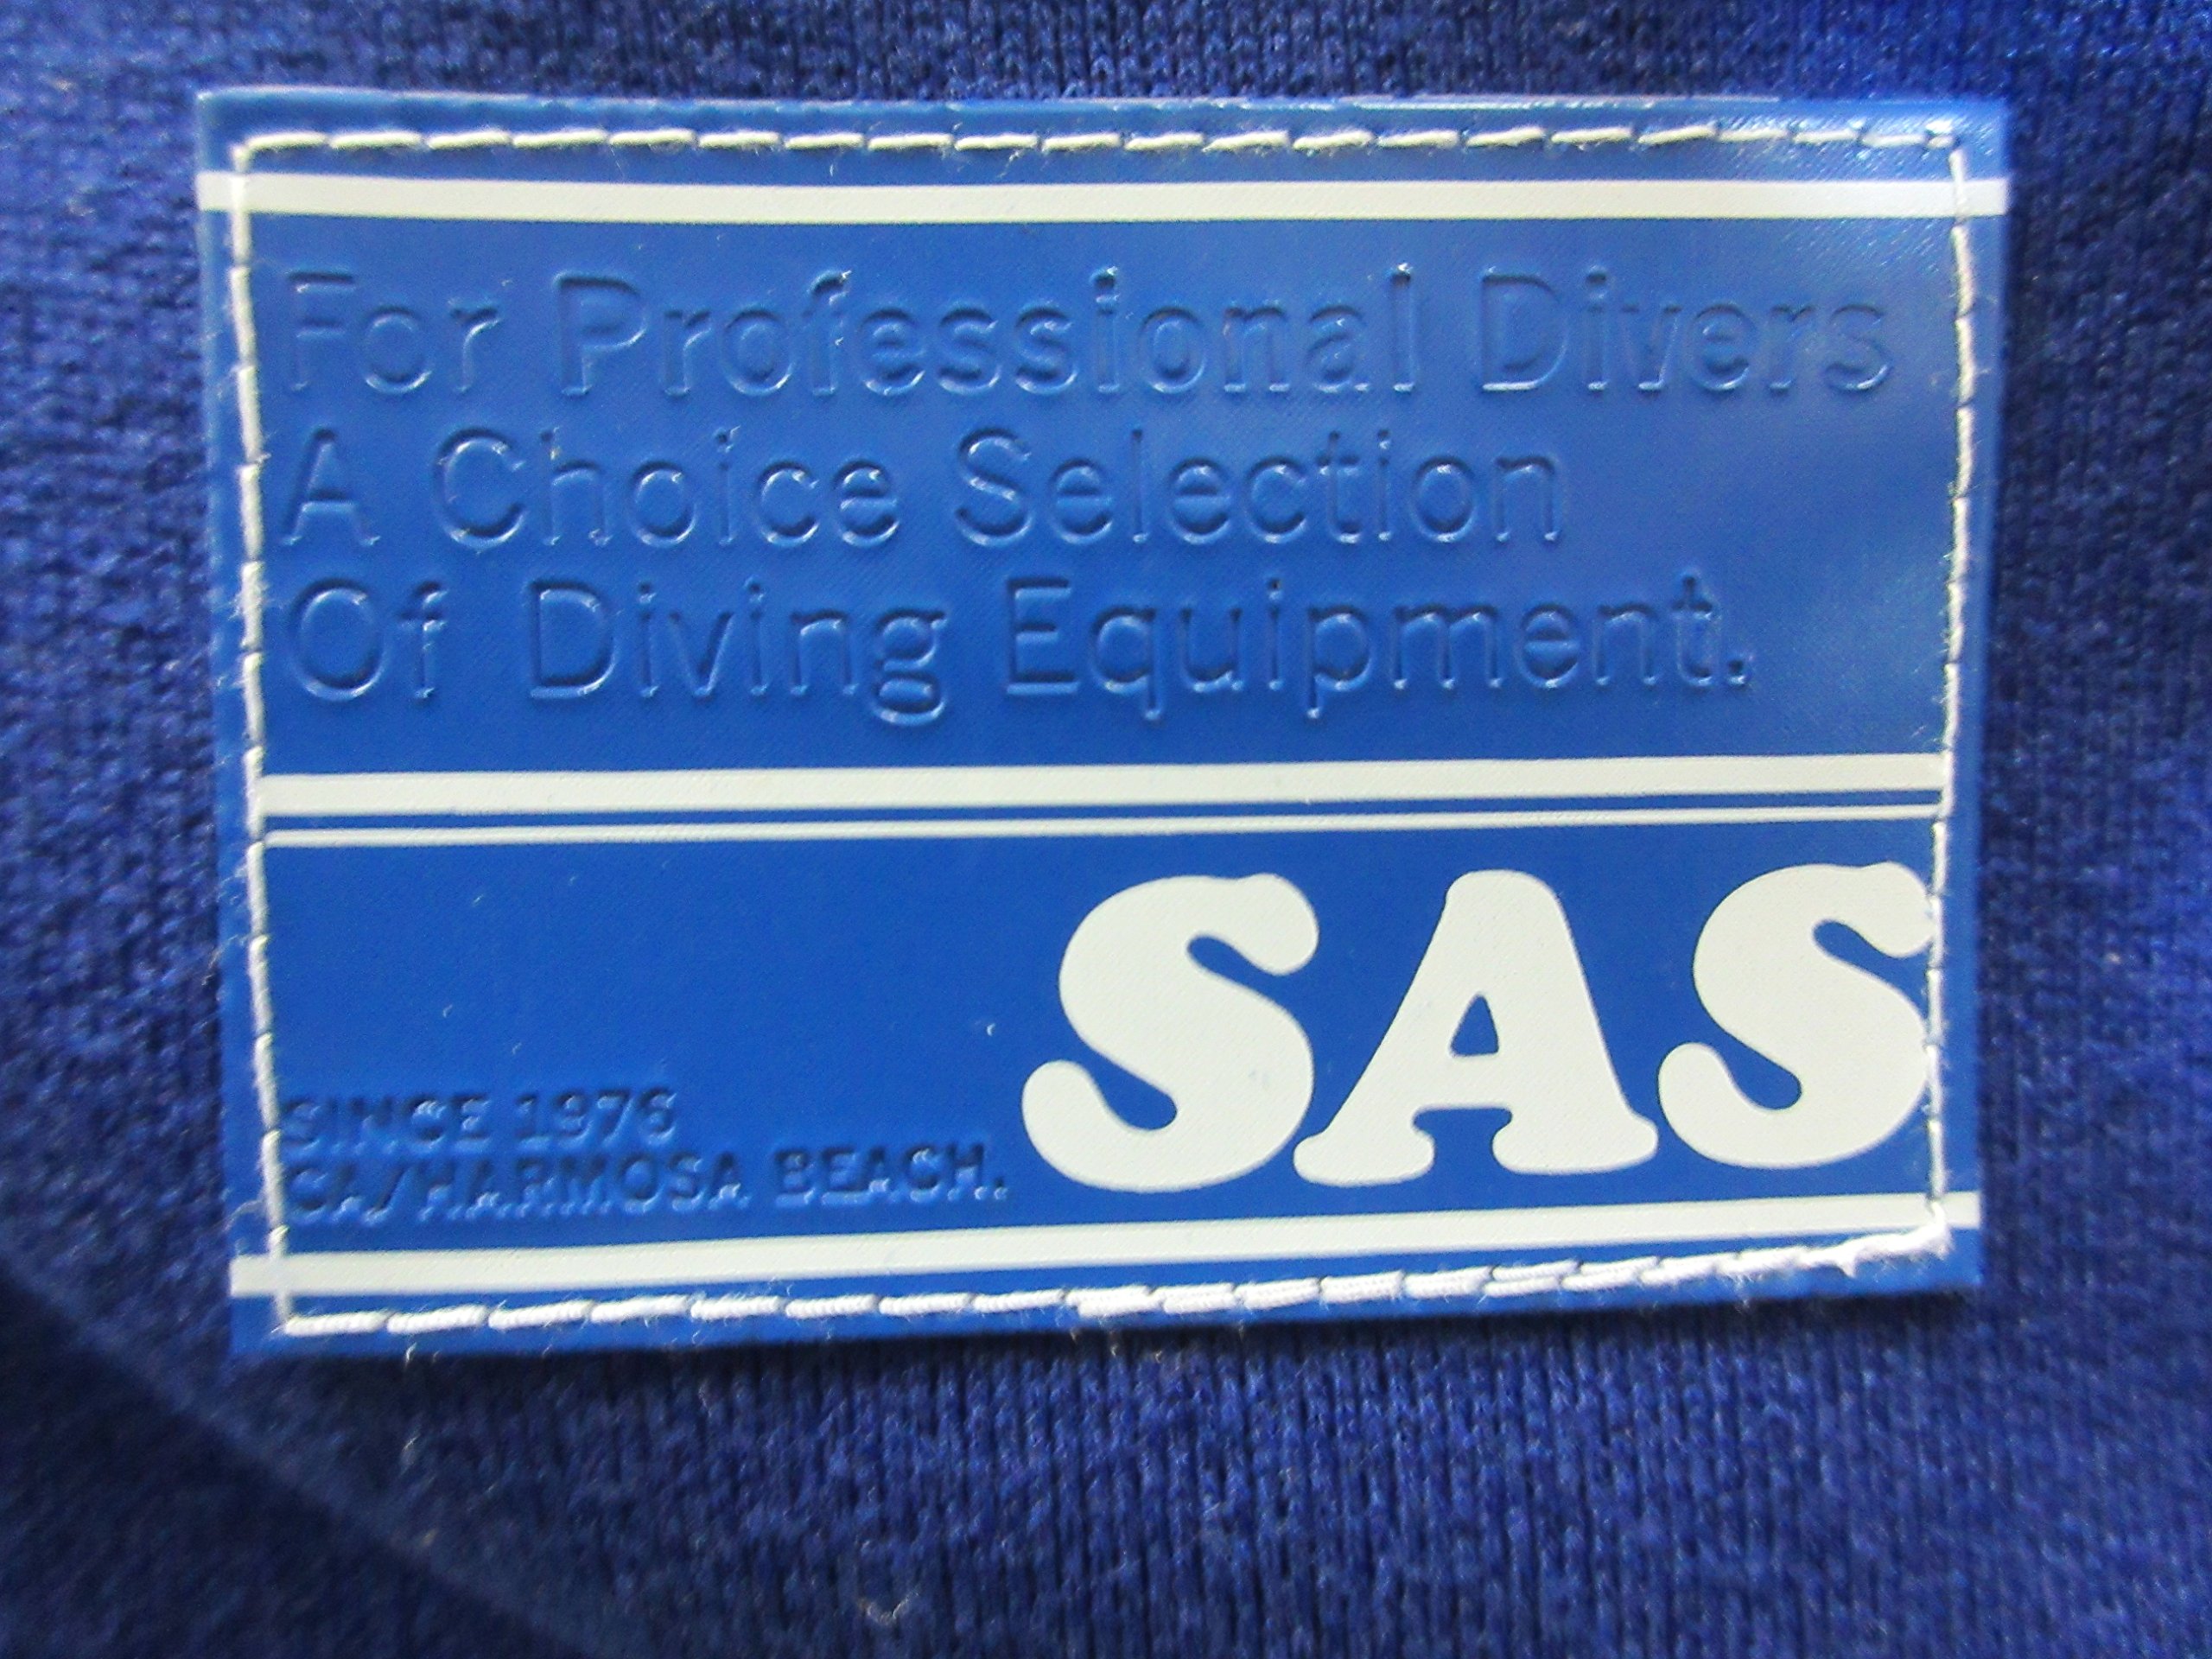 For Professional Divers
A Choice Selection
Of Diving Equipment.
SAS
SINCE 1976
CA/HARMOSA BEACH.